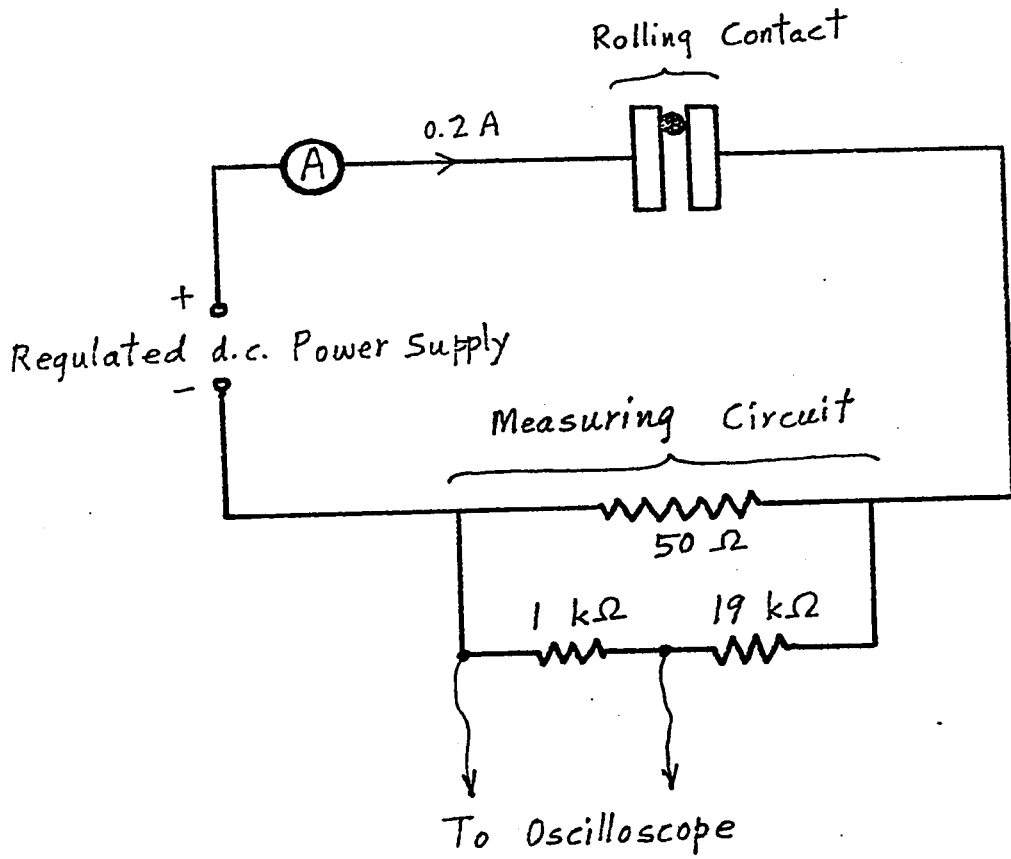 Rolling Contact
0.2 A
A
+
Regulated d.c. Power Supply
-
Measuring Circuit
50 Ω
1 kΩ 19 kΩ
To Oscilloscope